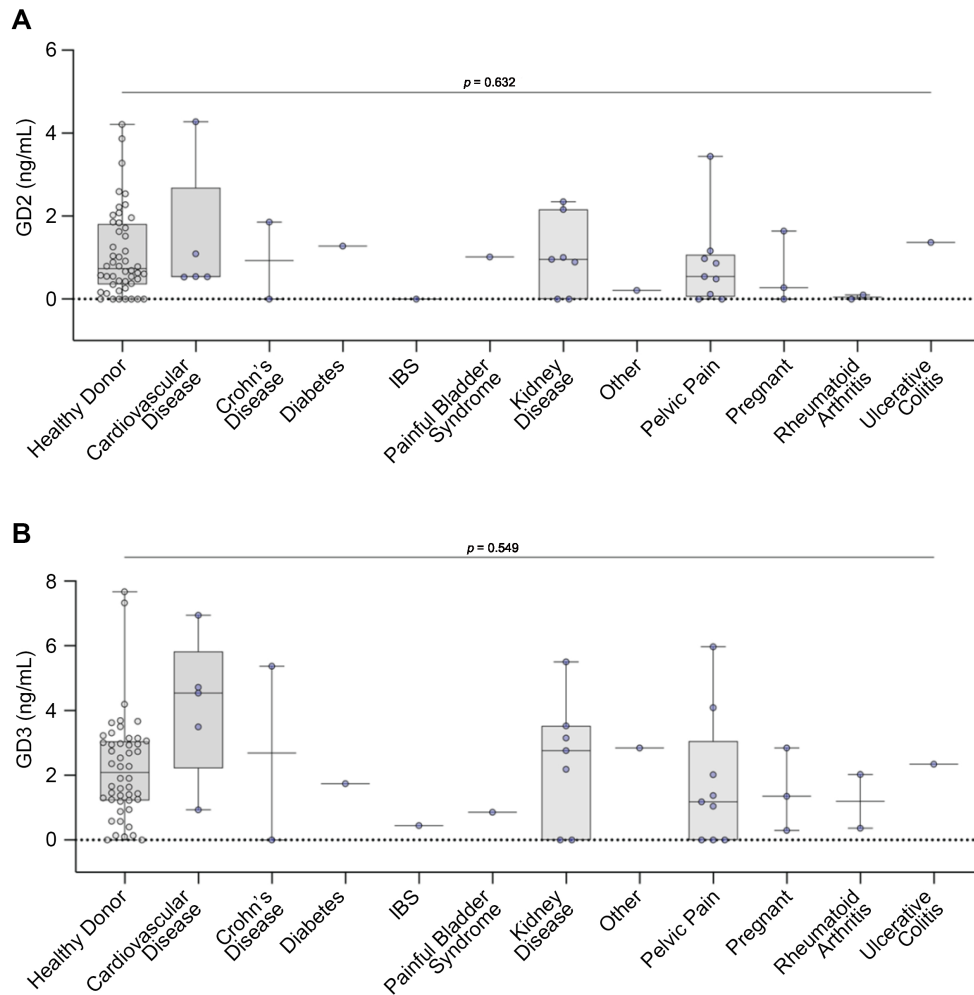 A
p = 0.632
GD2 (ng/mL)
6
4
2
0
Healthy Donor
Cardiovascular
Disease
Crohn's
Disease
Diabetes
IBS
Painful Bladder
Syndrome
Kidney
Disease
Other
Pelvic Pain
Pregnant
Rheumatoid
Arthritis
Ulcerative
Colitis
B
p = 0.549
GD3 (ng/mL)
8
6
4
2
0
Healthy Donor
Cardiovascular
Disease
Crohn's
Disease
Diabetes
IBS
Painful Bladder
Syndrome
Kidney
Disease
Other
Pelvic Pain
Pregnant
Rheumatoid
Arthritis
Ulcerative
Colitis